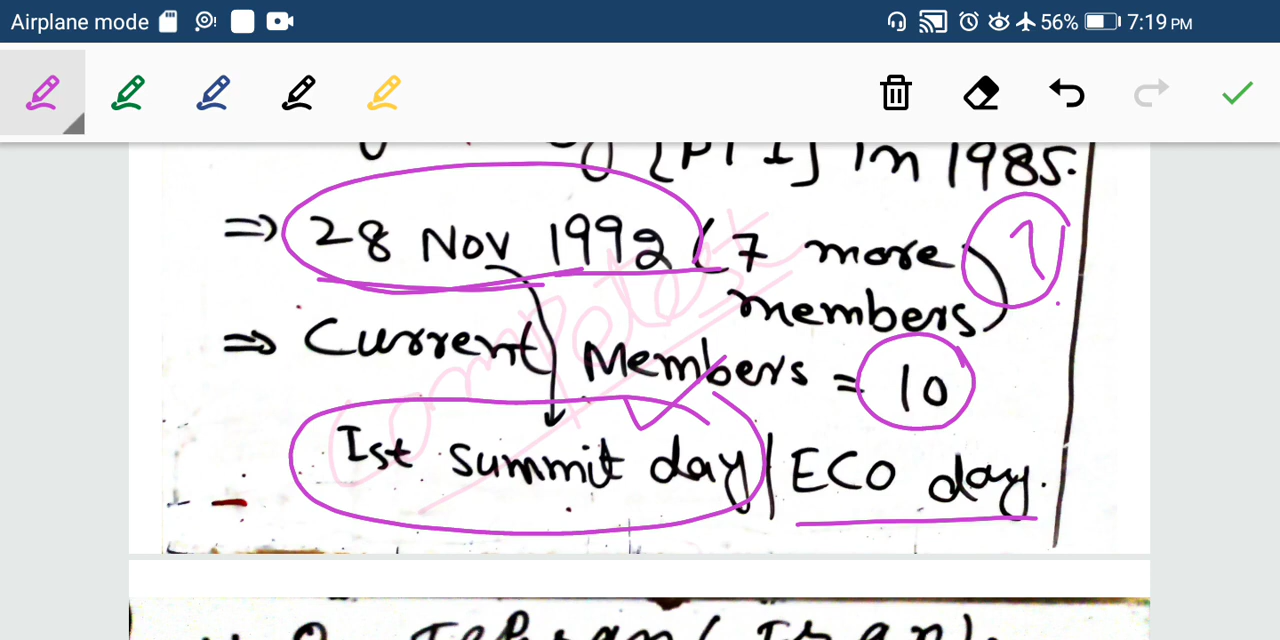 Airplane mode 56% 7:19 PM
[P I I] in 1985.
⇒ 28 Nov 1992 (7 more members)
7
⇒ Current Members = 10
Ist summit day | ECO day.
Tehran (Iran).